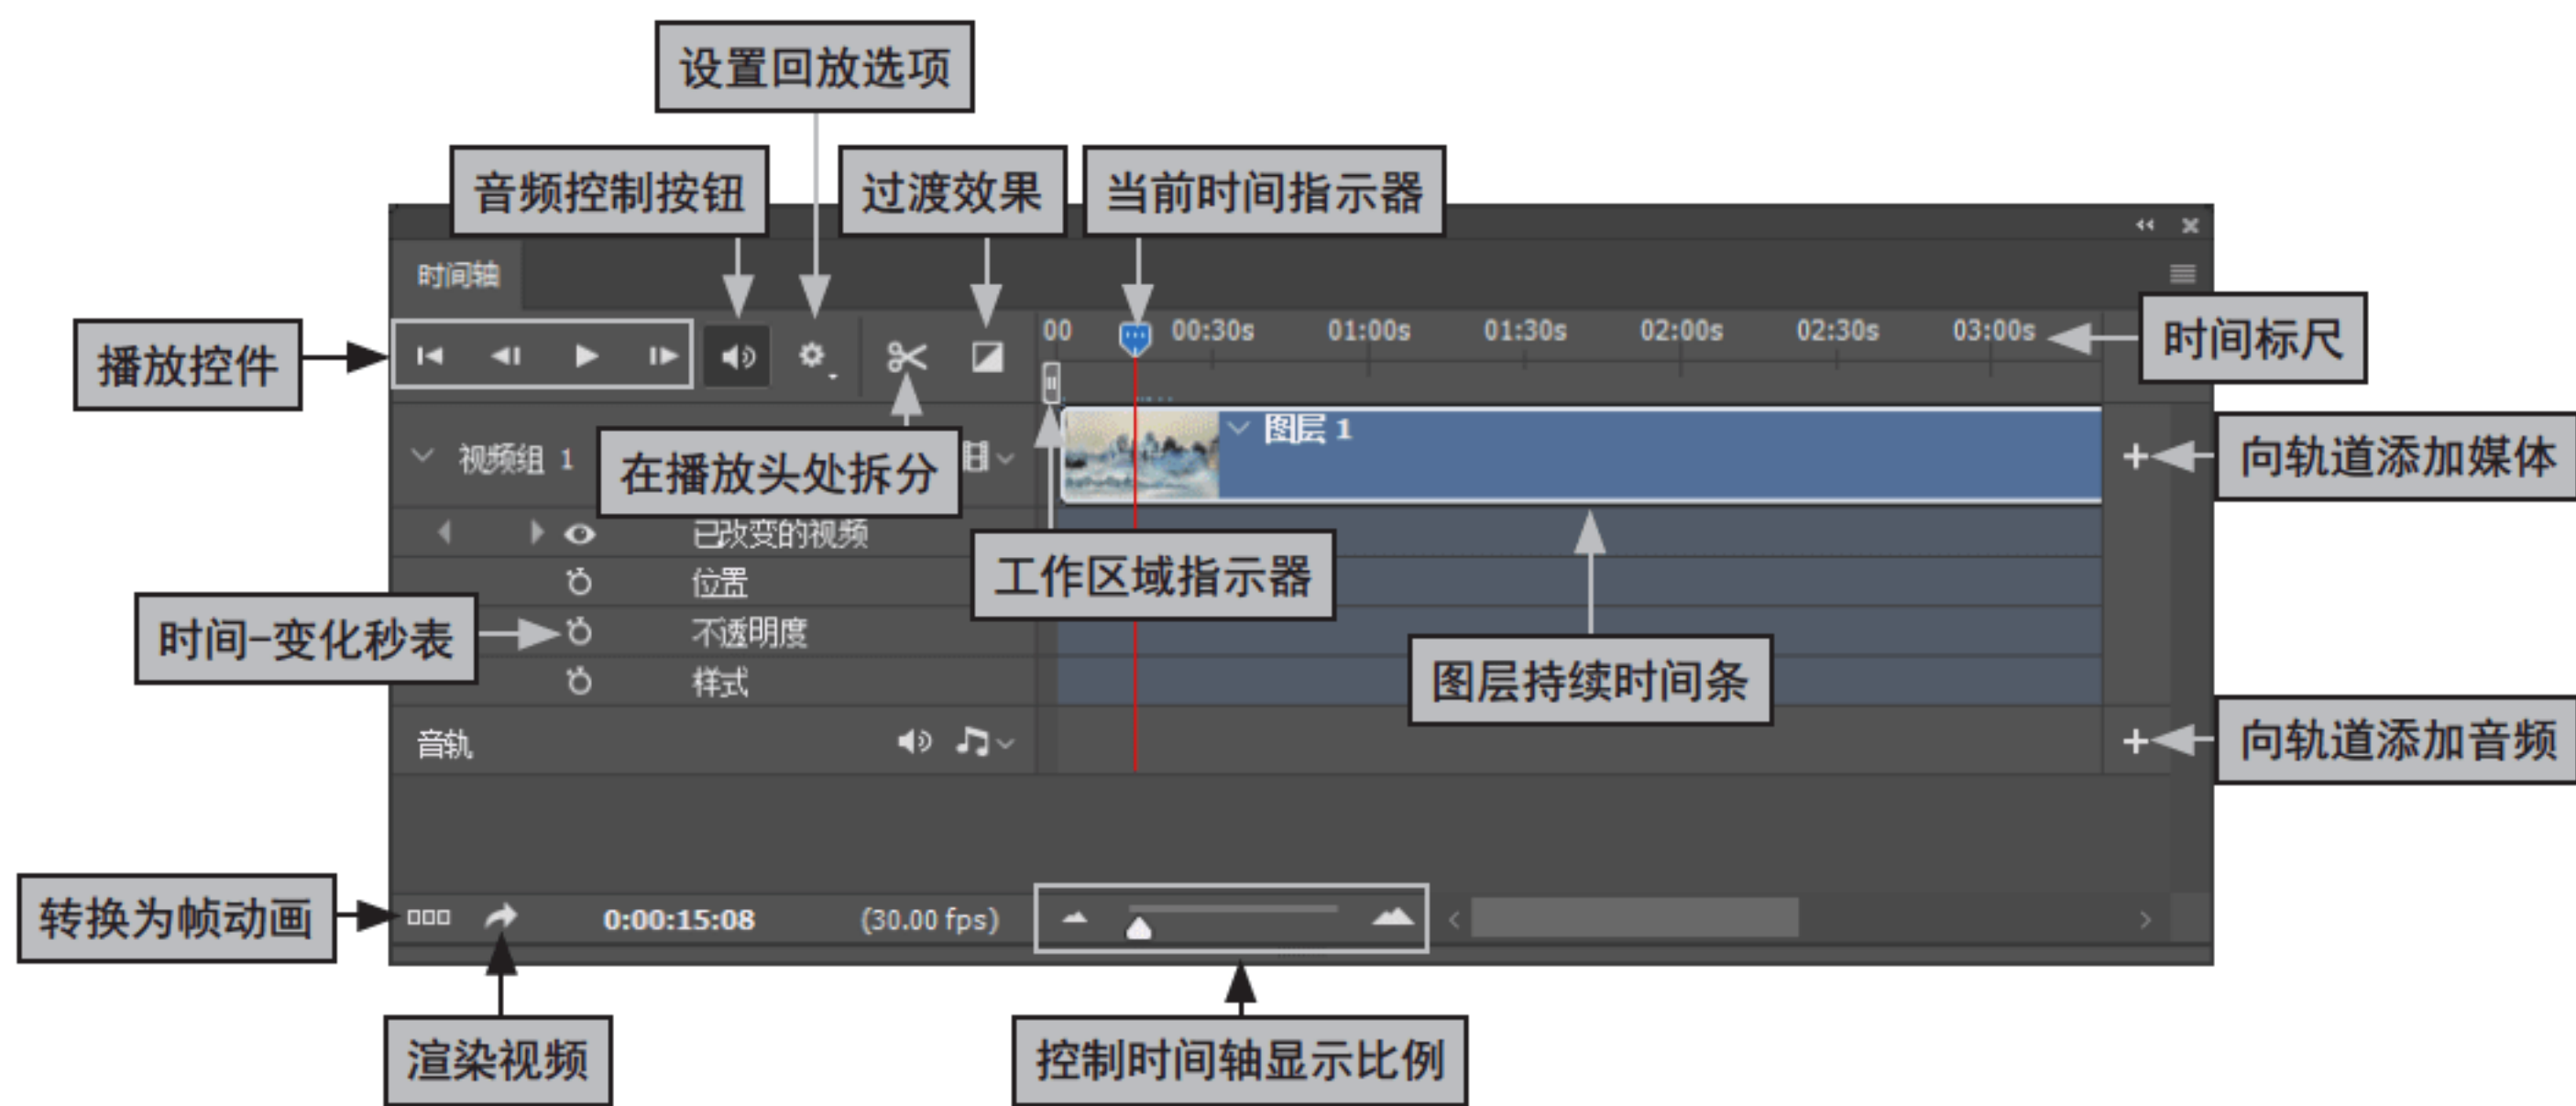 设置回放选项
音频控制按钮
过渡效果
当前时间指示器
时间轴
播放控件
00 00:30s 01:00s 01:30s 02:00s 02:30s 03:00s
时间标尺
视频组 1
在播放头处拆分
图层 1
向轨道添加媒体
已改变的视频
工作区域指示器
位置
时间-变化秒表
不透明度
图层持续时间条
样式
音轨
向轨道添加音频
转换为帧动画
0:00:15:08 (30.00 fps)
渲染视频
控制时间轴显示比例